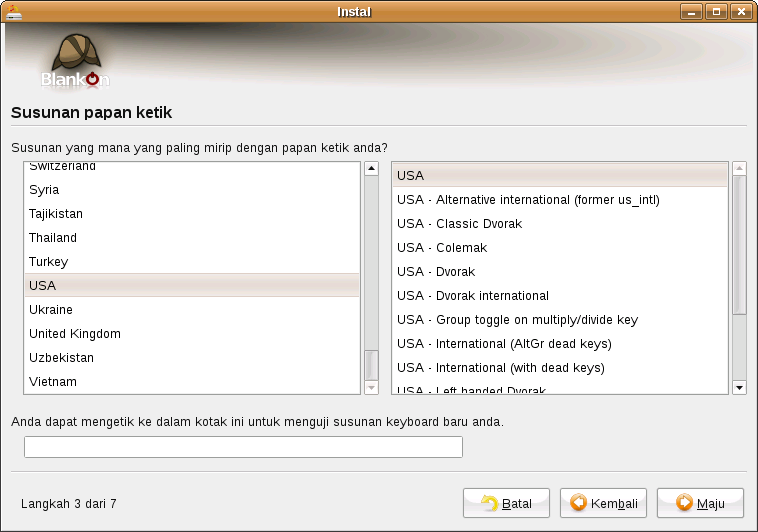 Instal
BlankOn
Susunan papan ketik
Susunan yang mana yang paling mirip dengan papan ketik anda?
Switzerland
Syria
Tajikistan
Thailand
Turkey
USA
Ukraine
United Kingdom
Uzbekistan
Vietnam
USA
USA - Alternative international (former us_intl)
USA - Classic Dvorak
USA - Colemak
USA - Dvorak
USA - Dvorak international
USA - Group toggle on multiply/divide key
USA - International (AltGr dead keys)
USA - International (with dead keys)
USA - Left handed Dvorak
Anda dapat mengetik ke dalam kotak ini untuk menguji susunan keyboard baru anda.
Langkah 3 dari 7
Batal
Kembali
Maju